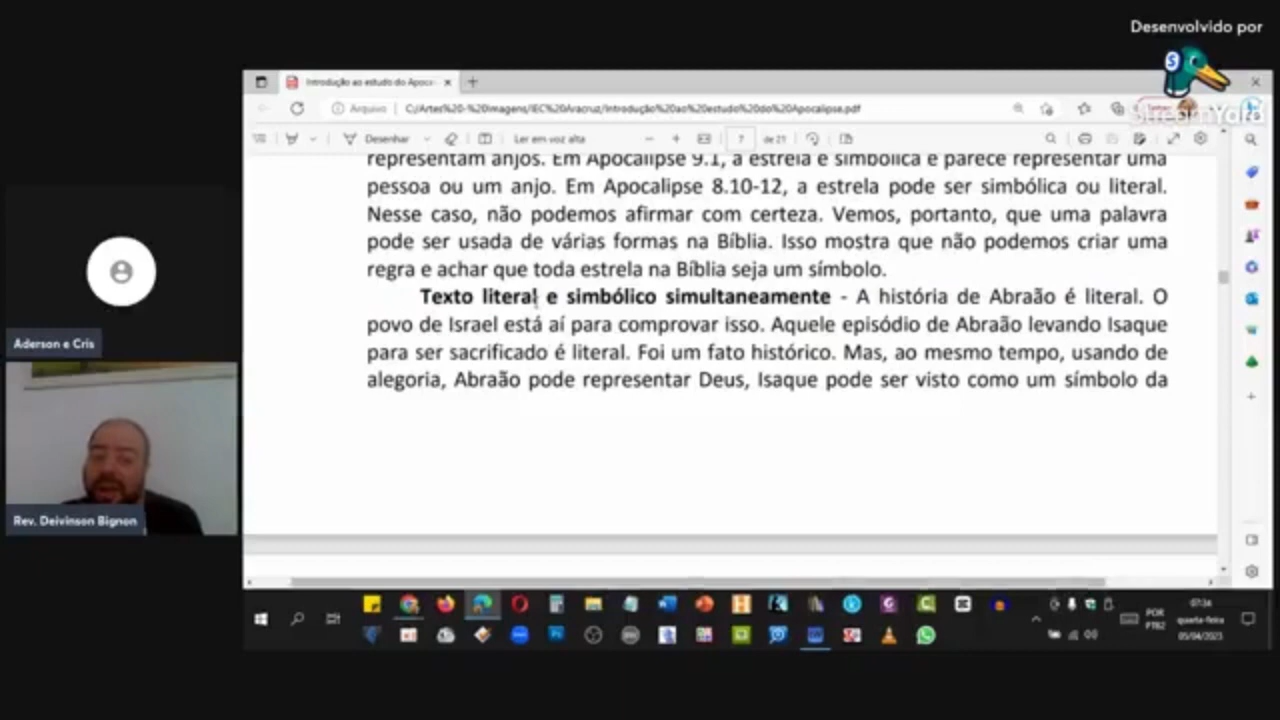 Desenvolvido por
StreamYard
Introdução ao estudo do Apoca
Arquivo
C:/Artes%20-%20Imagens/IEC%20Aracruz/Introdução%20ao%20estudo%20do%20Apocalipse.pdf
Desenhar
Ler em voz alta
7
de 21
representam anjos. Em Apocalipse 9.1, a estrela é simbólica e parece representar uma
pessoa ou um anjo. Em Apocalipse 8.10-12, a estrela pode ser simbólica ou literal.
Nesse caso, não podemos afirmar com certeza. Vemos, portanto, que uma palavra
pode ser usada de várias formas na Bíblia. Isso mostra que não podemos criar uma
regra e achar que toda estrela na Bíblia seja um símbolo.
Texto literal e simbólico simultaneamente - A história de Abraão é literal. O
povo de Israel está aí para comprovar isso. Aquele episódio de Abraão levando Isaque
para ser sacrificado é literal. Foi um fato histórico. Mas, ao mesmo tempo, usando de
alegoria, Abraão pode representar Deus, Isaque pode ser visto como um símbolo da
Aderson e Cris
Rev. Deivinson Bignon
POR
PTB2
07:34
quarta-feira
05/04/2023